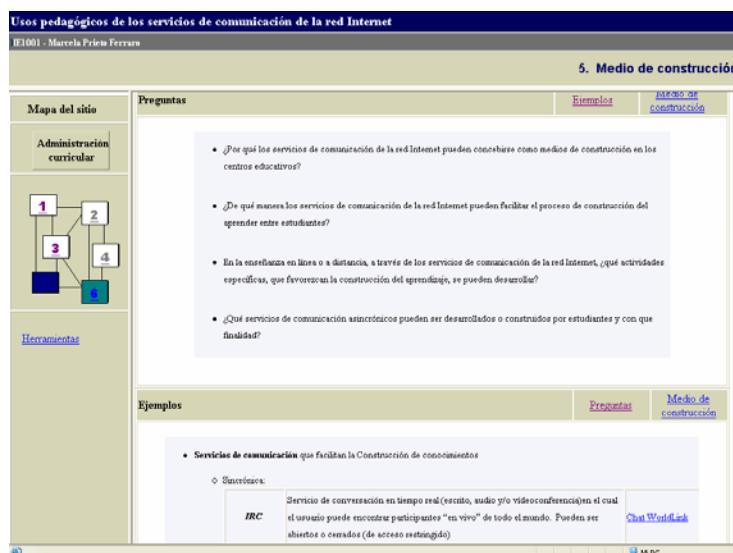 Usos pedagógicos de los servicios de comunicación de la red Internet
IE1001 - Marcela Prieto Ferraro
5. Medio de construcció
Mapa del sitio
Administración
curricular
1
2
3
4
6
Herramientas
Preguntas
Ejemplos
Medio de
construcción
¿Por qué los servicios de comunicación de la red Internet pueden concebirse como medios de construcción en los
centros educativos?
¿De qué manera los servicios de comunicación de la red Internet pueden facilitar el proceso de construcción del
aprender entre estudiantes?
En la enseñanza en línea o a distancia, a través de los servicios de comunicación de la red Internet, ¿qué actividades
específicas, que favorezcan la construcción del aprendizaje, se pueden desarrollar?
¿Qué servicios de comunicación asincrónicos pueden ser desarrollados o construidos por estudiantes y con que
finalidad?
Ejemplos
Preguntas
Medio de
construcción
Servicios de comunicación que facilitan la Construcción de conocimientos
Sincrónica:
IRC
Servicio de conversación en tiempo real (escrito, audio y/o videoconferencia)en el cual
el usuario puede encontrar participantes "en vivo" de todo el mundo. Pueden ser
abiertos o cerrados (de acceso restringido)
Chat WorldLink